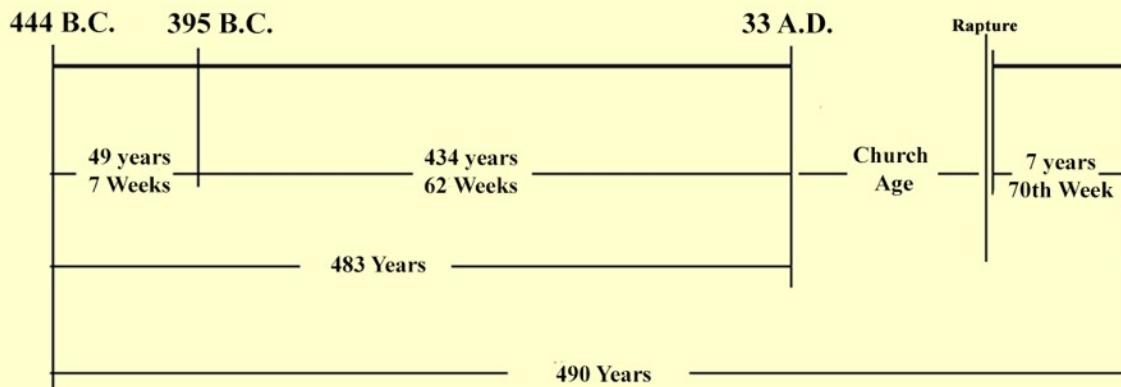 444 B.C. 395 B.C. 33 A.D. Rapture
49 years
7 Weeks
434 years
62 Weeks
Church
Age
7 years
70th Week
483 Years
490 Years